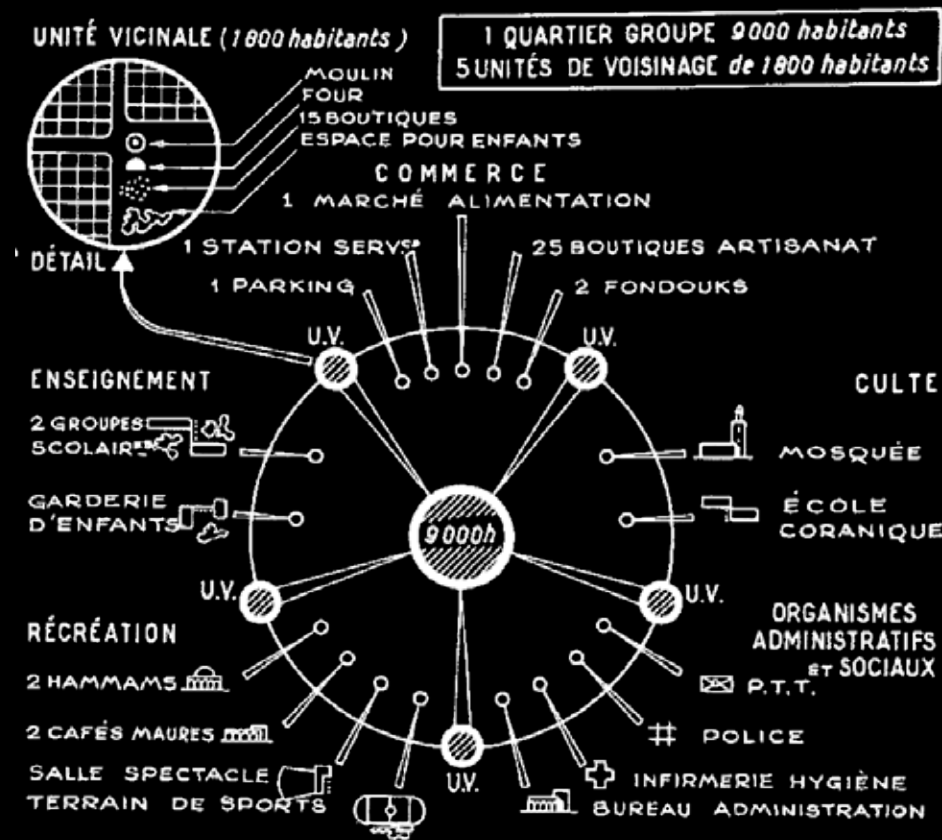 UNITÉ VICINALE (1800 habitants)
1 QUARTIER GROUPE 9000 habitants
5 UNITÉS DE VOISINAGE de 1800 habitants
MOULIN
FOUR
15 BOUTIQUES
ESPACE POUR ENFANTS
DÉTAIL
COMMERCE
1 MARCHÉ ALIMENTATION
1 STATION SERVce
25 BOUTIQUES ARTISANAT
1 PARKING
2 FONDOUKS
U.V.
U.V.
ENSEIGNEMENT
2 GROUPES
SCOLAIRES
GARDERIE
D'ENFANTS
CULTE
MOSQUÉE
ÉCOLE
CORANIQUE
9000h
U.V.
U.V.
RÉCRÉATION
2 HAMMAMS
2 CAFÉS MAURES
SALLE SPECTACLE
TERRAIN DE SPORTS
U.V.
ORGANISMES
ADMINISTRATIFS
ET SOCIAUX
P.T.T.
POLICE
INFIRMERIE HYGIÈNE
BUREAU ADMINISTRATION